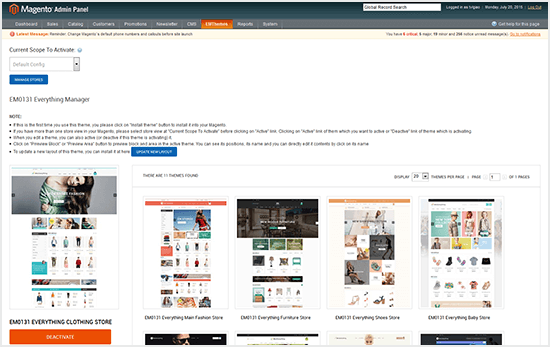 Magento Admin Panel
Global Record Search
Logged in as tvtgiao | Monday, July 20, 2015 | Log Out
Dashboard Sales Catalog Customers Promotions Newsletter CMS EMThemes Reports System
Get help for this page
Latest Message: Reminder: Change Magento's default phone numbers and callouts before site launch
You have 6 critical, 6 major, 19 minor and 290 notice unread message(s). Go to notifications
Current Scope To Activate
Default Config
MANAGE STORES
EM0131 Everything Manager
NOTE:
If this is the first time you use this theme, you please click on "Install theme" button to install it into your Magento.
If you have more than one store view in your Magento, please select store view at "Current Scope To Activate" before clicking on "Active" link. Clicking on "Active" link of them which you want to active or "Deactive" link of theme which is activating
When you edit a theme, you can also active (or deactive if this theme is activating) it.
Click on "Preview Block" or "Preview Area" button to preview block and area in the active theme. You can see its positions, its name and you can directly edit it contents by click on its name
To update a new layout of this theme, you can install it at here
UPDATE NEW LAYOUT
THERE ARE 11 THEMES FOUND
DISPLAY 20 THEMES PER PAGE | PAGE 1 OF 1 PAGES
EM0131 EVERYTHING CLOTHING STORE
DEACTIVATE
EM0131 Everything Main Fashion Store
EM0131 Everything Furniture Store
EM0131 Everything Shoes Store
EM0131 Everything Baby Store